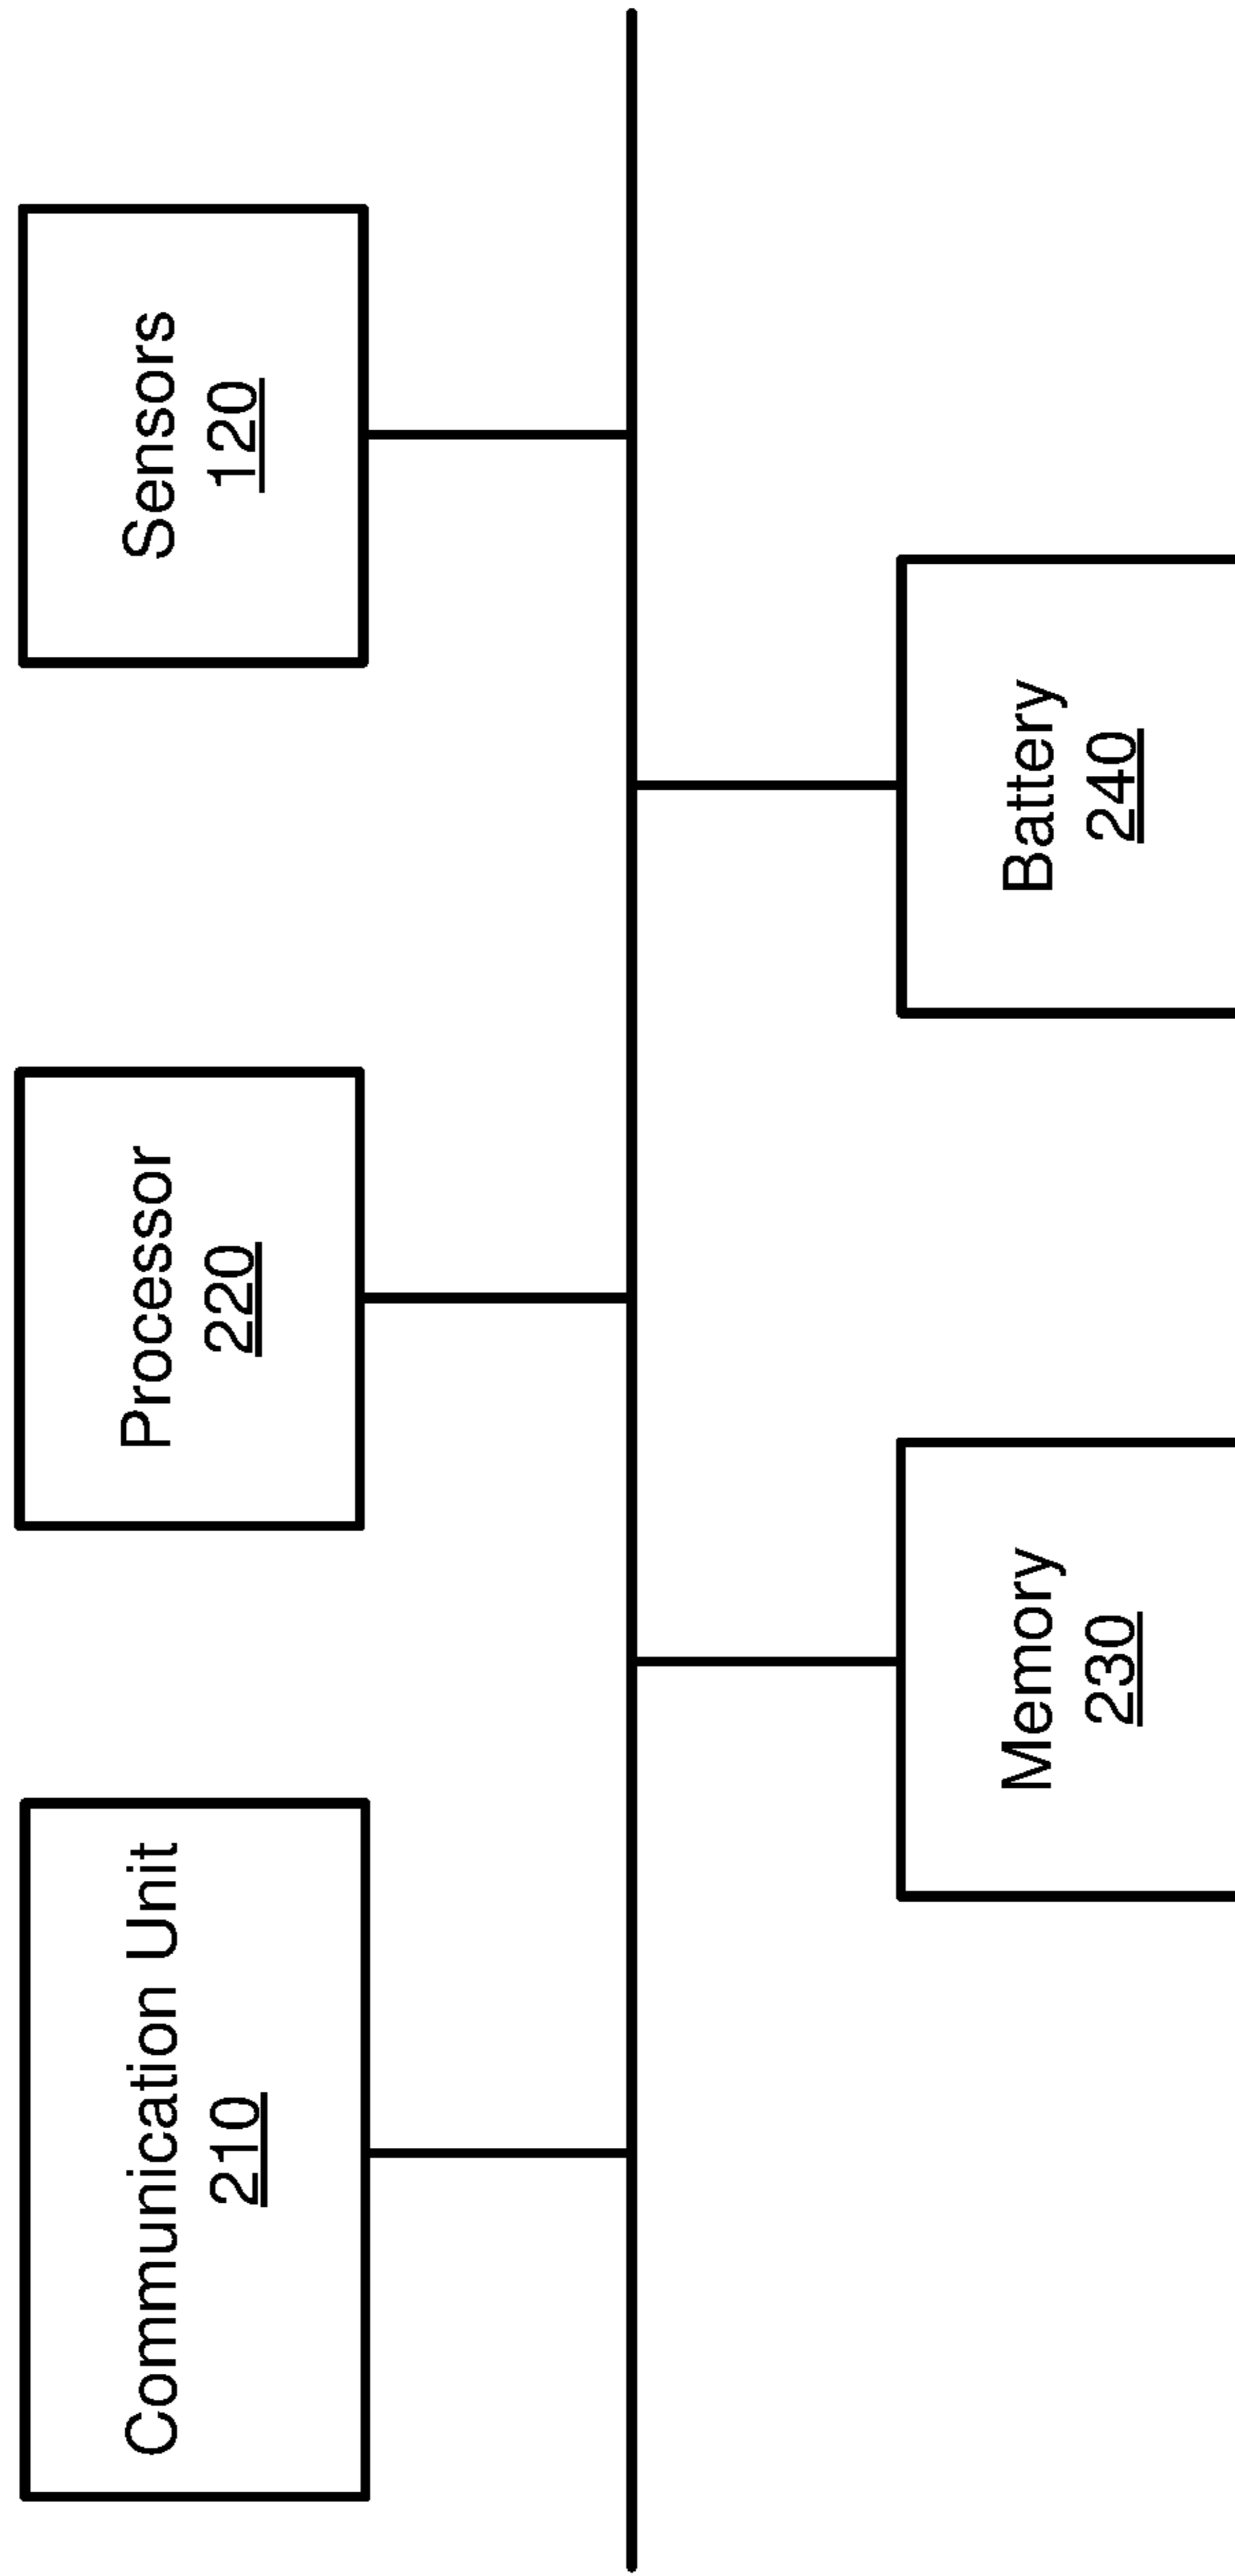 Communication Unit
210
Processor
220
Sensors
120
Memory
230
Battery
240